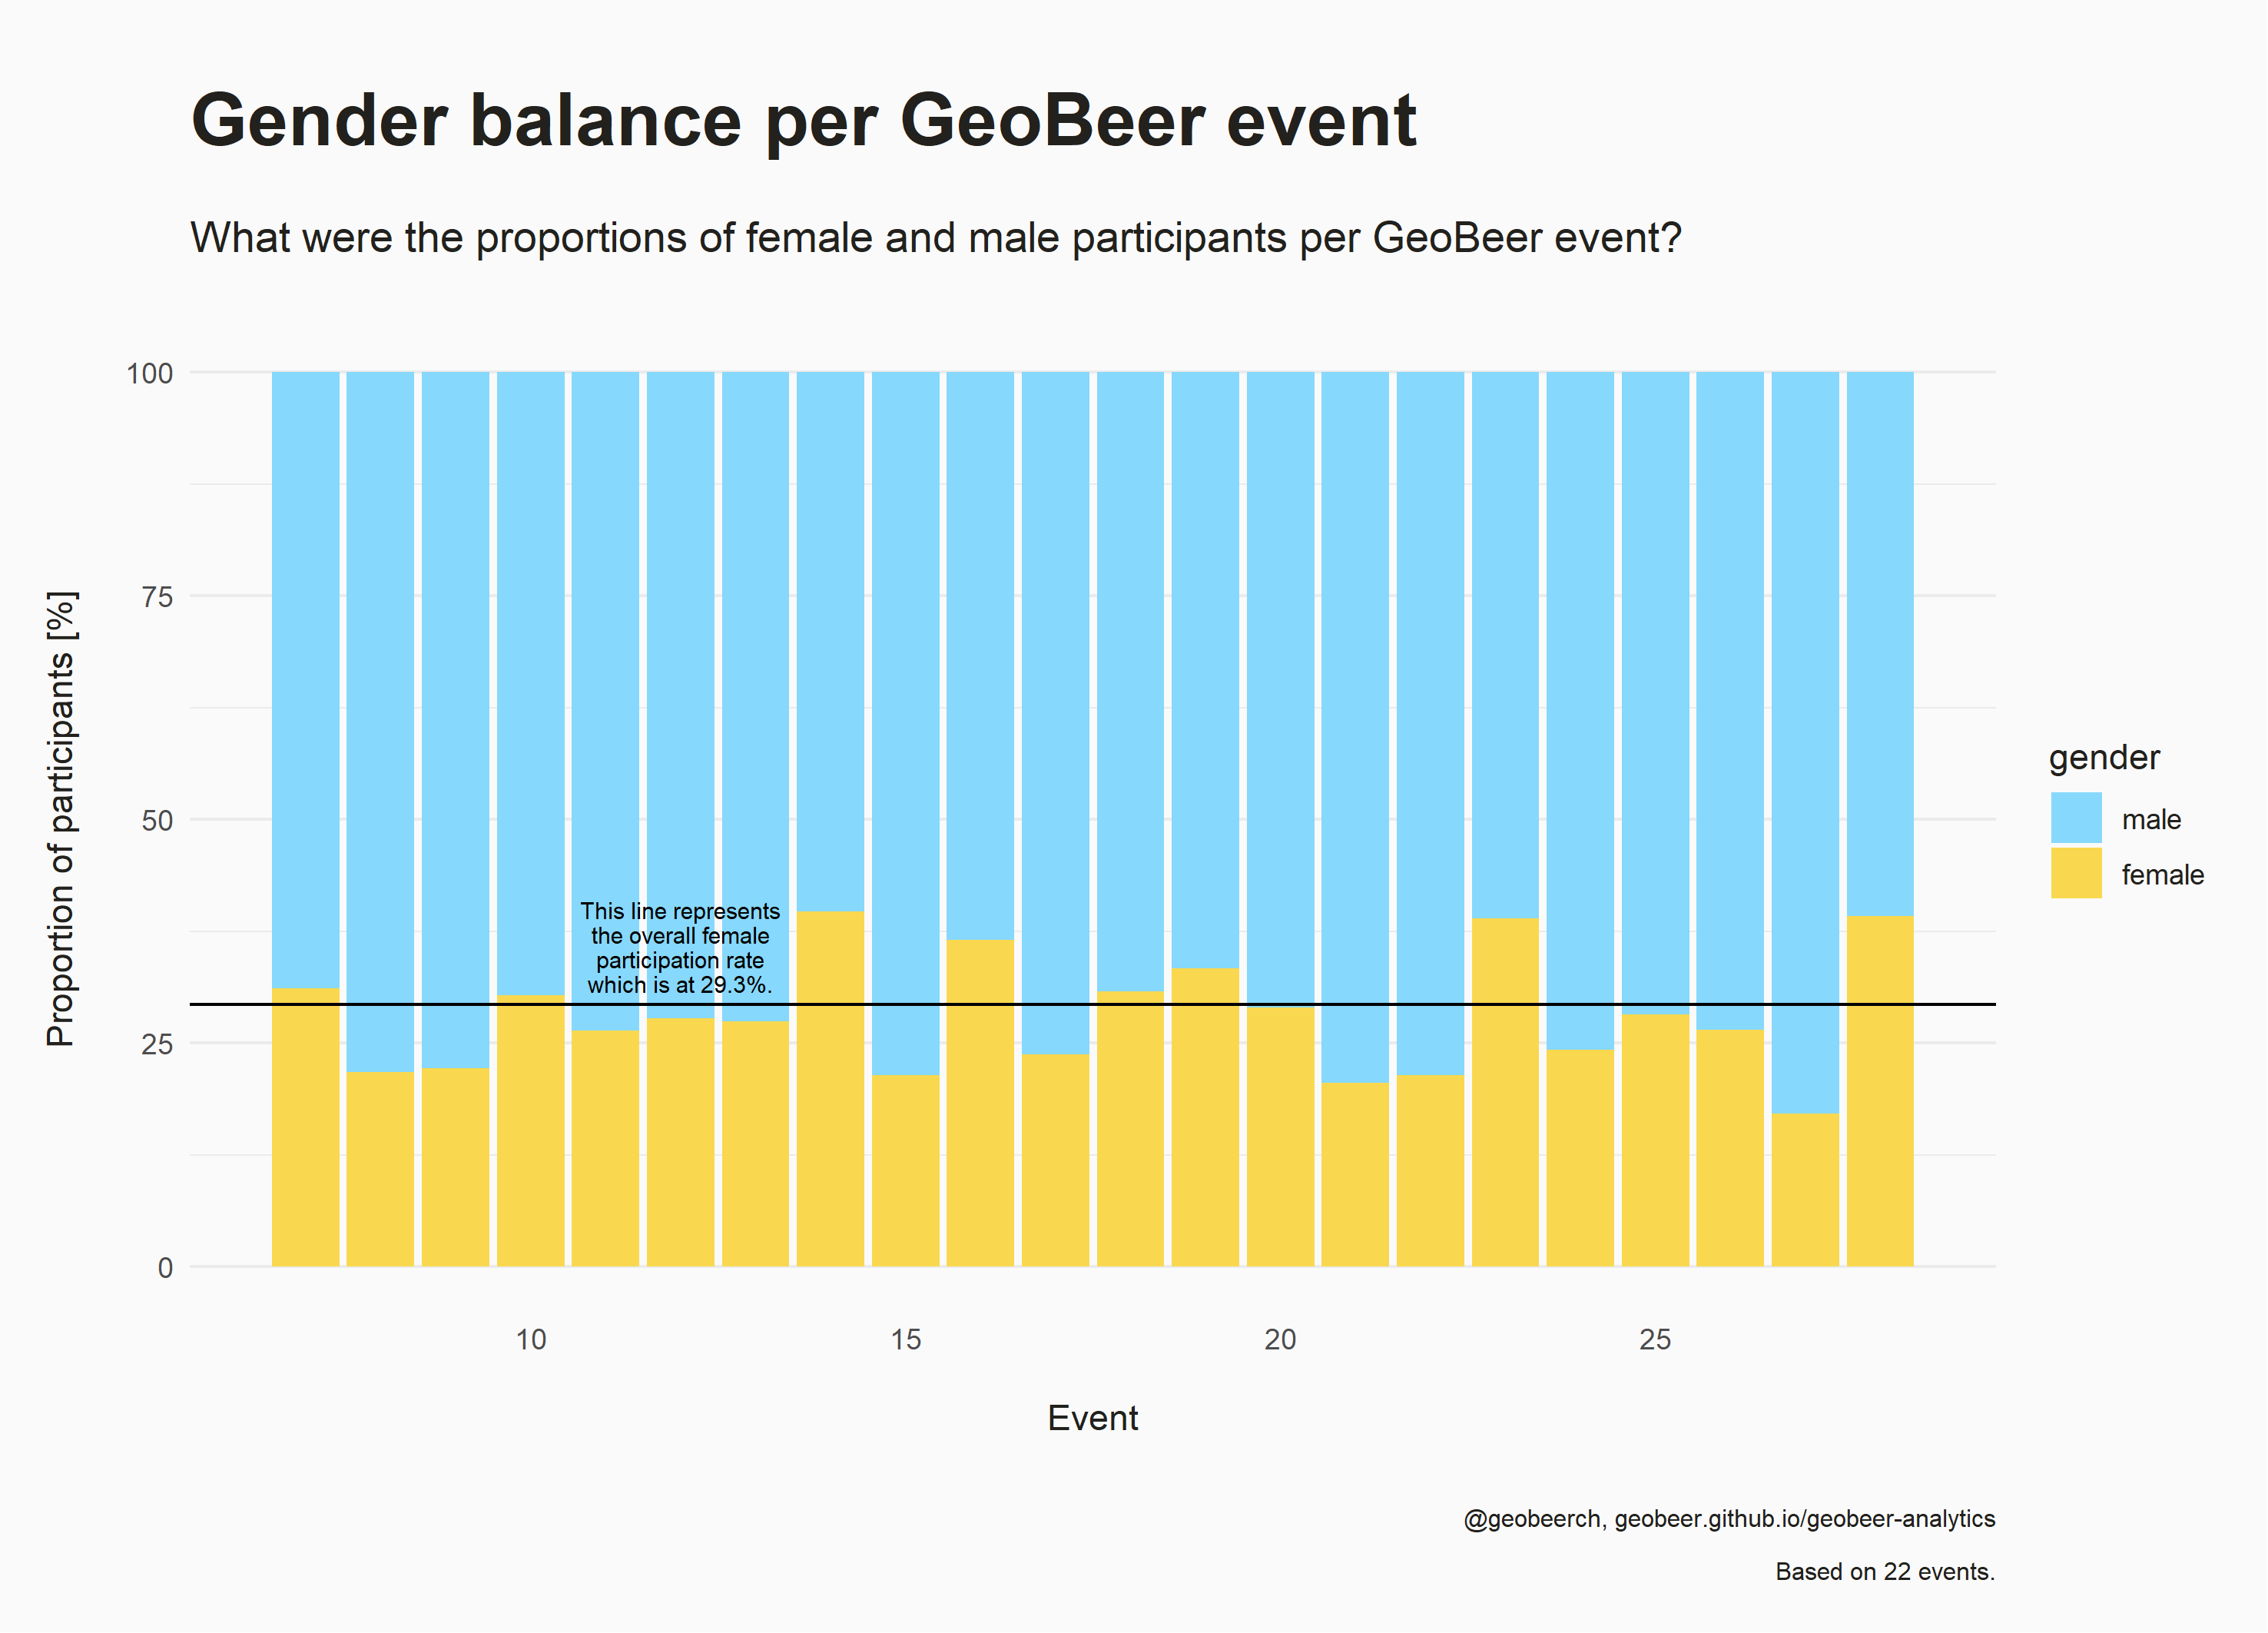 Gender balance per GeoBeer event
What were the proportions of female and male participants per GeoBeer event?
Proportion of participants [%]
100
75
50
25
0
This line represents
the overall female
participation rate
which is at 29.3%.
10
15
20
25
Event
gender
male
female
@geobeerch, geobeer.github.io/geobeer-analytics
Based on 22 events.